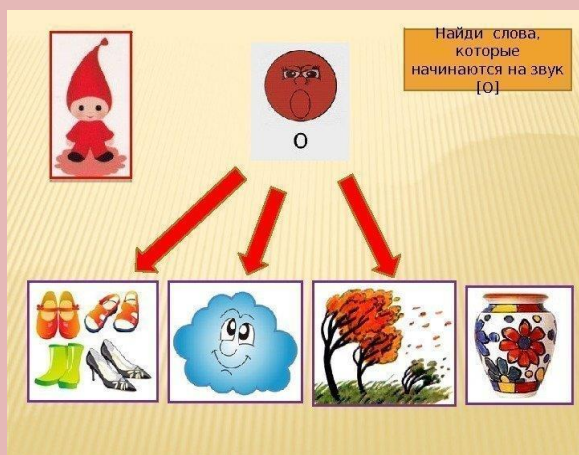 Найди слова,
которые
начинаются на звук
[О]
О